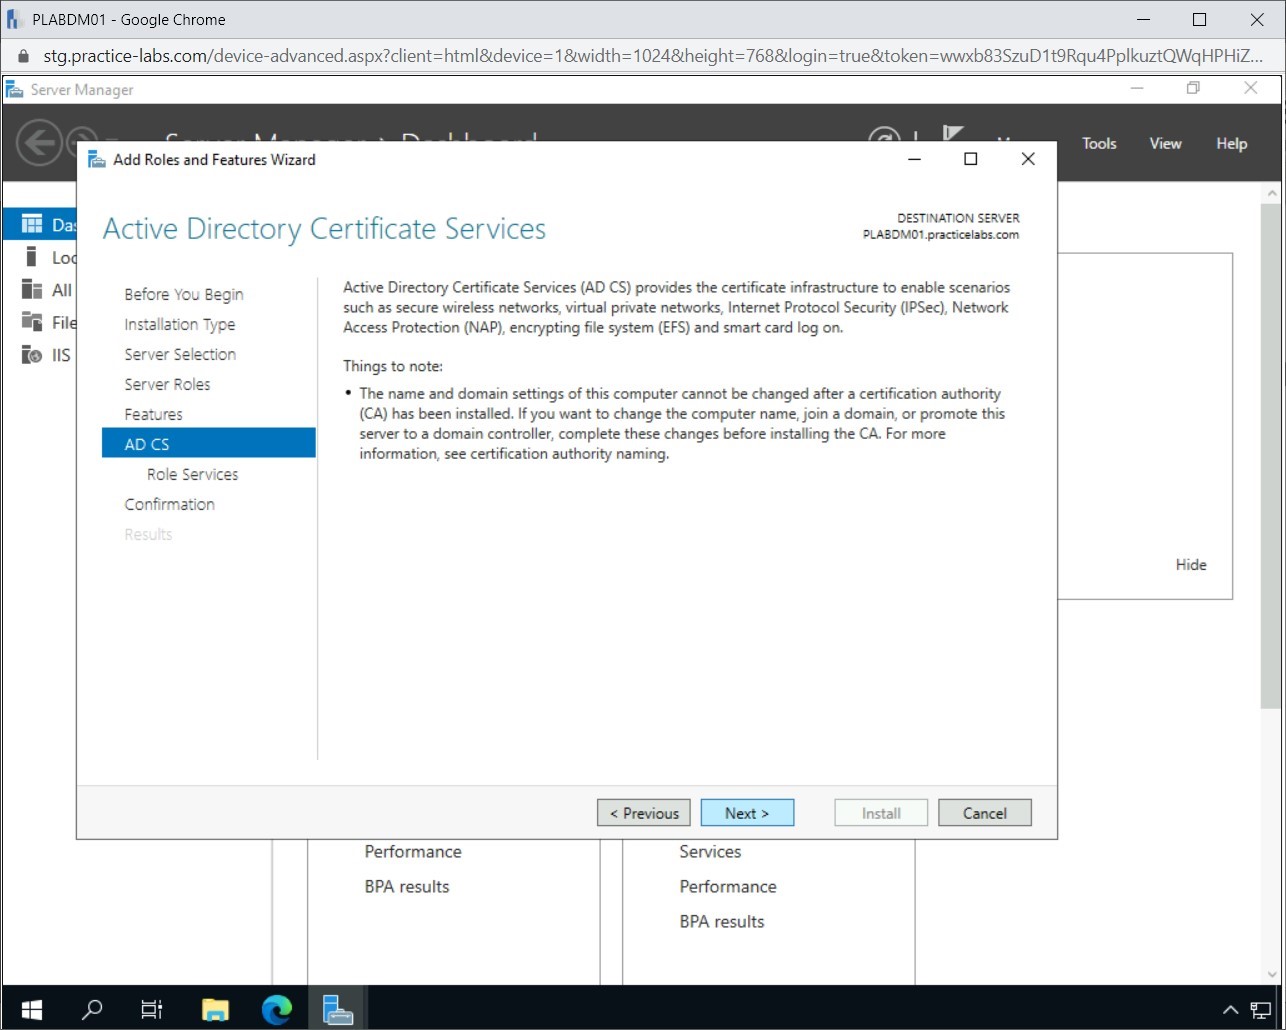 PLABDM01 - Google Chrome
stg.practice-labs.com/device-advanced.aspx?client=html&device=1&width=1024&height=768&login=true&token=wwxb83SzuD1t9Rqu4PplkuztQWqHPHiZ...
Server Manager
Server Manager Dashboard
Tools View Help
Add Roles and Features Wizard
Active Directory Certificate Services
DESTINATION SERVER
PLABDM01.practicelabs.com
Das
Loc
All
File
IIS
Before You Begin
Installation Type
Server Selection
Server Roles
Features
AD CS
Role Services
Confirmation
Results
Active Directory Certificate Services (AD CS) provides the certificate infrastructure to enable scenarios
such as secure wireless networks, virtual private networks, Internet Protocol Security (IPSec), Network
Access Protection (NAP), encrypting file system (EFS) and smart card log on.
Things to note:
• The name and domain settings of this computer cannot be changed after a certification authority
(CA) has been installed. If you want to change the computer name, join a domain, or promote this
server to a domain controller, complete these changes before installing the CA. For more
information, see certification authority naming.
Hide
< Previous
Next >
Install
Cancel
Performance
BPA results
Services
Performance
BPA results